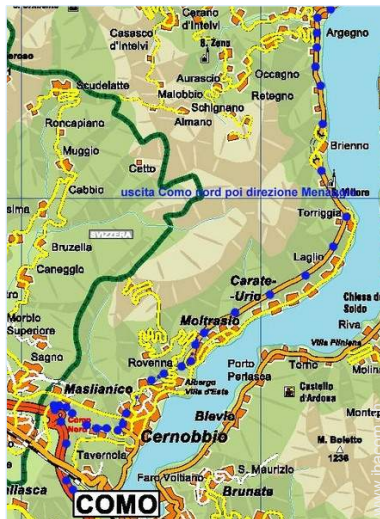 Cerano
d'Intelvi
Casasco
d'Intelvi
S. Zeno
Argegno
Scudelatte
Aurascio
Occagno
Malobbio
Schignano
Retegno
Roncapiano
Almano
Brienno
Muggio
Cetto
Cabbio
uscita Como nord poi direzione Menaggio
Torriggia
SVIZZERA
Bruzella
Laglio
Caneggio
Carate-
-Urio
Chiesa di
Soldo
Moltrasio
Morbio
Superiore
Riva
Villa Pliniana
Sagno
Rovenna
Porto
Perlasca
Torno
Molina
Maslianico
Albergo
Villa d'Este
Castello
d'Ardona
Como
Nord
Blevio
Cernobbio
M. Boletto
1236
Tavernola
S. Maurizio
Faro Voltiano
COMO
Brunate